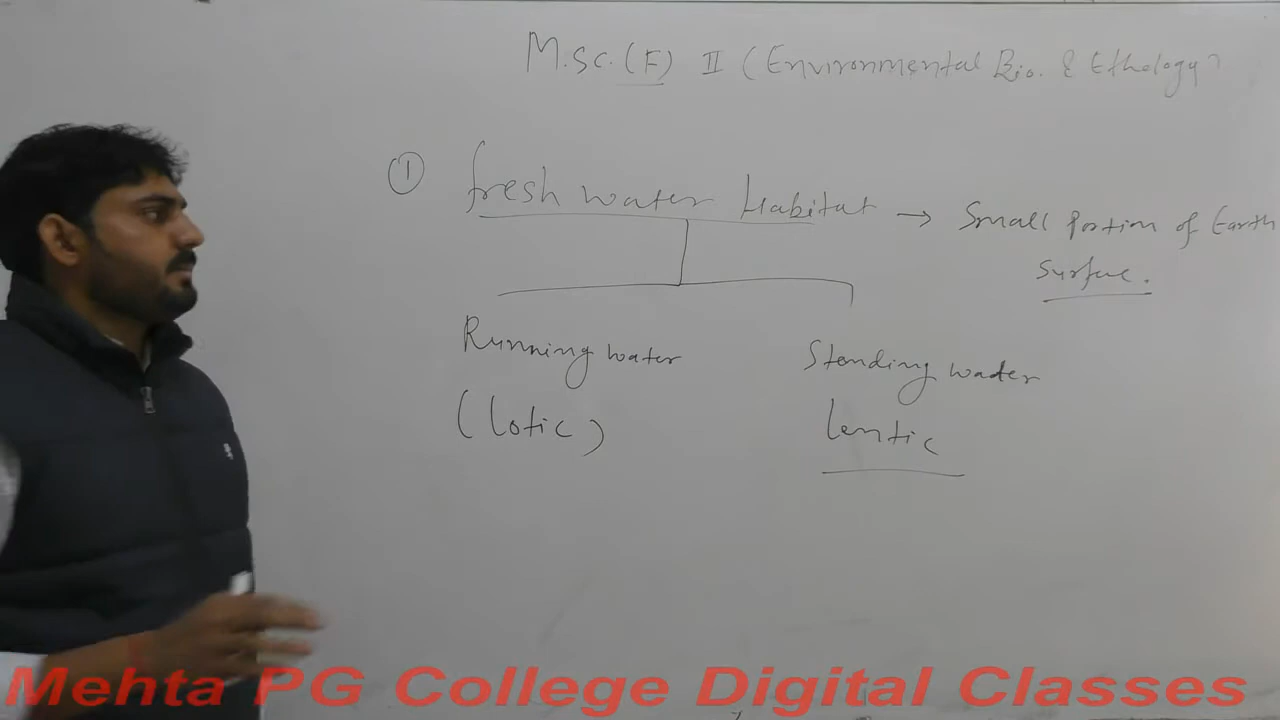 M.Sc. (F) II (Environmental Bio. & Ethology)
① fresh water Habitat → Small Portion of Earth
Surface.
Running water
Standing water
(lotic)
lentic
Mehta PG College Digital Classes